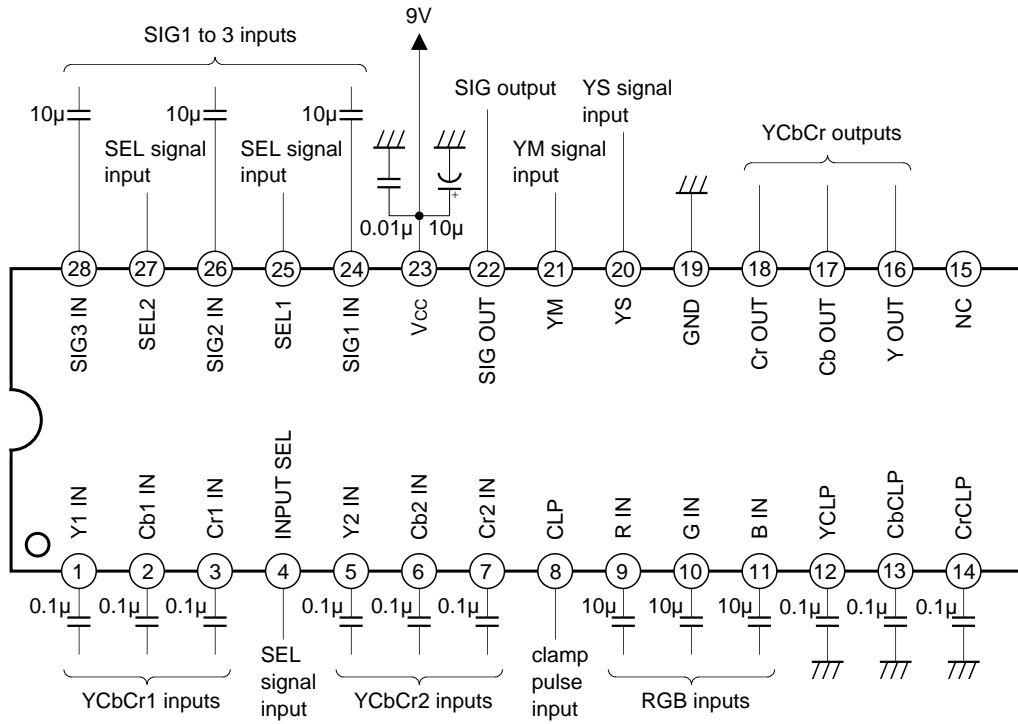 9V
SIG1 to 3 inputs
SIG output
YS signal
input
10µ
10µ
10µ
SEL signal
input
SEL signal
input
YM signal
input
YCbCr outputs
0.01µ
10µ
+
28
27
26
25
24
23
22
21
20
19
18
17
16
15
SIG3 IN
SEL2
SIG2 IN
SEL1
SIG1 IN
Vcc
SIG OUT
YM
YS
GND
Cr OUT
Cb OUT
Y OUT
NC
Y1 IN
Cb1 IN
Cr1 IN
INPUT SEL
Y2 IN
Cb2 IN
Cr2 IN
CLP
R IN
G IN
B IN
YCLP
CbCLP
CrCLP
1
2
3
4
5
6
7
8
9
10
11
12
13
14
0.1µ
0.1µ
0.1µ
0.1µ
0.1µ
0.1µ
10µ
10µ
10µ
0.1µ
0.1µ
0.1µ
YCbCr1 inputs
SEL
signal
input
YCbCr2 inputs
clamp
pulse
input
RGB inputs